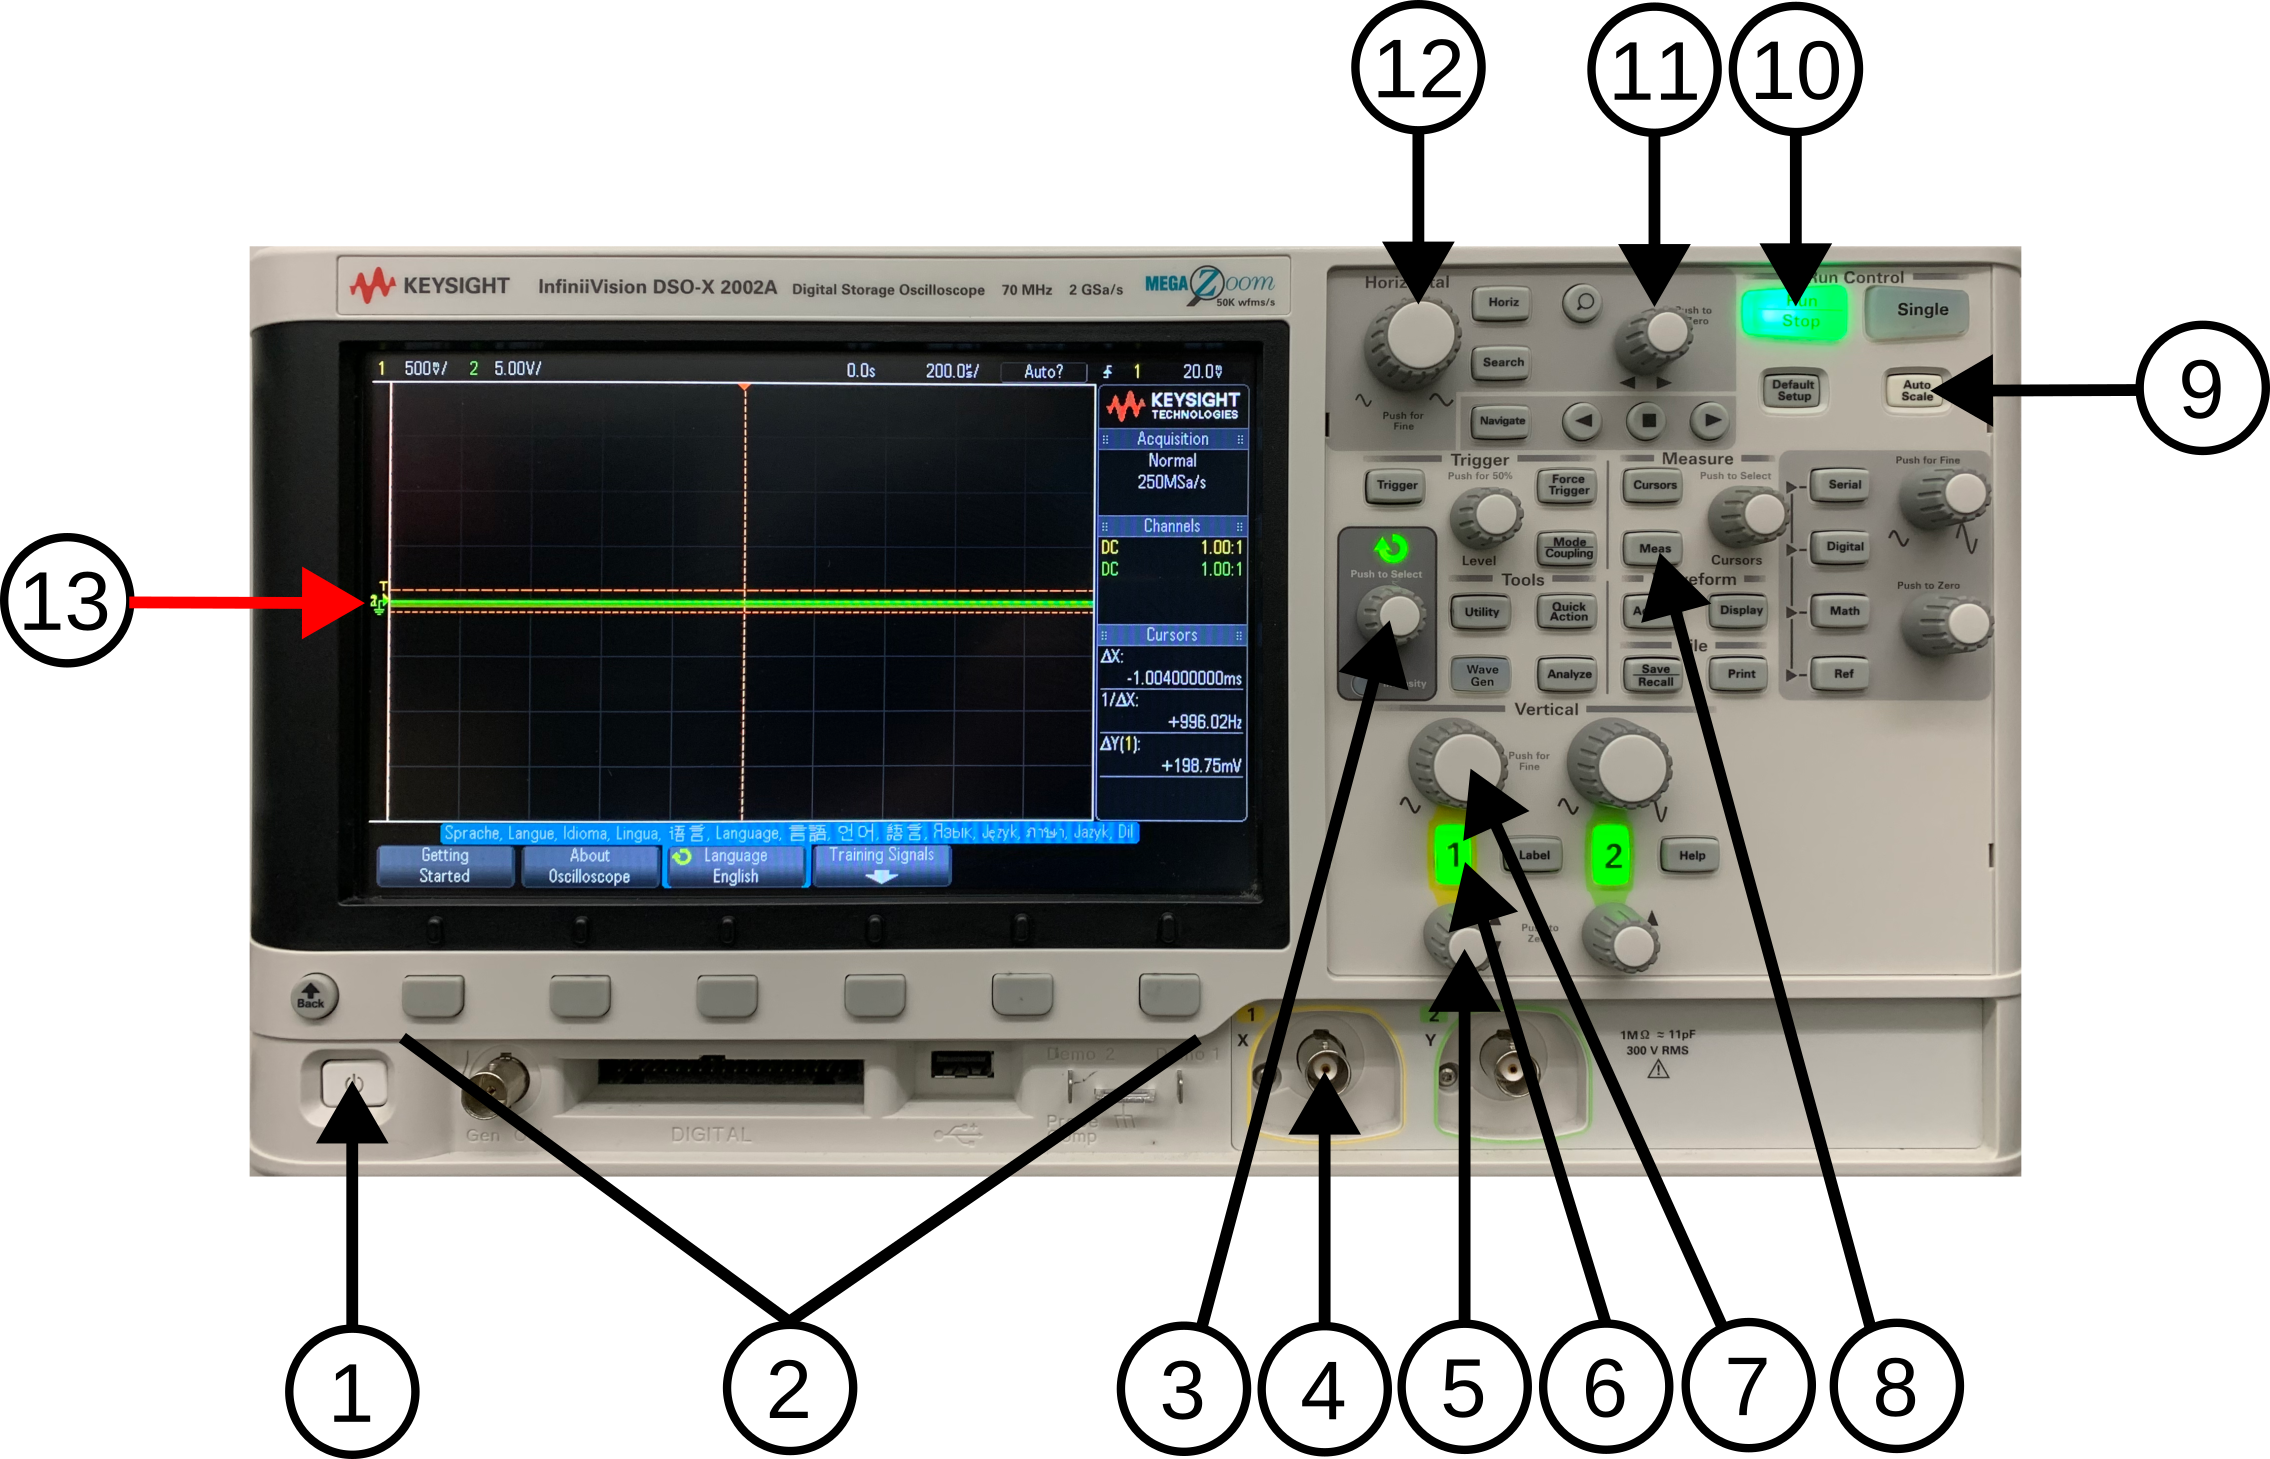 12
11
10
KEYSIGHT
InfiniiVision DSO-X 2002A
Digital Storage Oscilloscope
70 MHz
2 GSa/s
MEGA Zoom
50K wfms/s
Horizontal
Horiz
Push to Zero
Run Control
Run
Stop
Single
Search
Default
Setup
Auto
Scale
9
Push for
Fine
Navigate
1 500mV/ 2 5.00V/ 0.0s 200.0us/ Auto? 1 20.0mV
KEYSIGHT
TECHNOLOGIES
Acquisition
Normal
250MSa/s
Channels
DC 1.00:1
DC 1.00:1
Cursors
ΔX:
-1.004000000ms
1/ΔX:
+996.02Hz
ΔY(1):
+198.75mV
T
2
13
Sprache, Langue, Idioma, Lingua, 语言, Language, 言語, 언어, 語言, Язык, Język, ภาษา, Jazyk, Dil
Getting
Started
About
Oscilloscope
Language
English
Training Signals
Trigger
Push for 50%
Trigger
Force
Trigger
Level
Mode
Coupling
Measure
Push to Select
Cursors
Meas
Cursors
Push for Fine
Serial
Digital
Push to Zero
Math
Ref
Push to Select
Tools
Utility
Quick
Action
Wave
Gen
Analyze
Display
Save
Recall
Print
Vertical
Push for
Fine
1
Label
2
Help
Back
1
X
2
Y
1MΩ ≈ 11pF
300 V RMS
Demo 2
Gen
DIGITAL
1
2
3
4
5
6
7
8